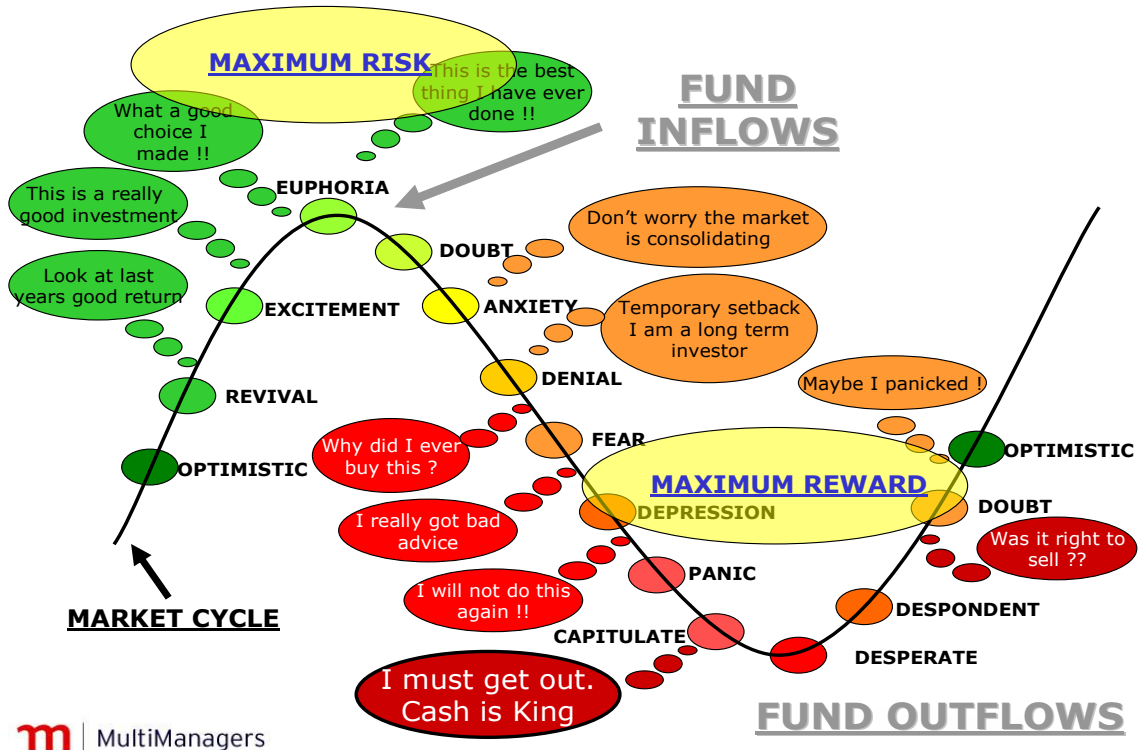 MAXIMUM RISK
This is the best
thing I have ever
done !!
FUND
INFLOWS
What a good
choice I
made !!
This is a really
good investment
Look at last
years good return
EUPHORIA
DOUBT
EXCITEMENT
ANXIETY
REVIVAL
DENIAL
OPTIMISTIC
FEAR
Don’t worry the market
is consolidating
Temporary setback
I am a long term
investor
Maybe I panicked !
OPTIMISTIC
Why did I ever
buy this ?
MAXIMUM REWARD
DEPRESSION
DOUBT
I really got bad
advice
Was it right to
sell ??
PANIC
I will not do this
again !!
DESPONDENT
MARKET CYCLE
CAPITULATE
DESPERATE
I must get out.
Cash is King
FUND OUTFLOWS
m MultiManagers